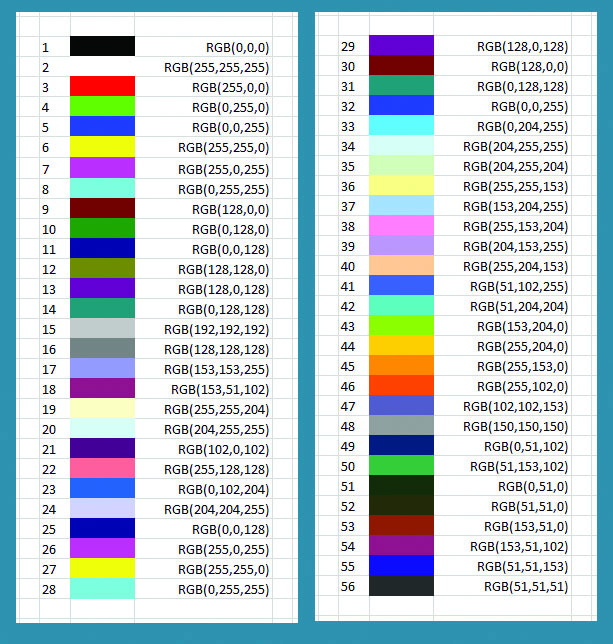 1 RGB(0,0,0)
2 RGB(255,255,255)
3 RGB(255,0,0)
4 RGB(0,255,0)
5 RGB(0,0,255)
6 RGB(255,255,0)
7 RGB(255,0,255)
8 RGB(0,255,255)
9 RGB(128,0,0)
10 RGB(0,128,0)
11 RGB(0,0,128)
12 RGB(128,128,0)
13 RGB(128,0,128)
14 RGB(0,128,128)
15 RGB(192,192,192)
16 RGB(128,128,128)
17 RGB(153,153,255)
18 RGB(153,51,102)
19 RGB(255,255,204)
20 RGB(204,255,255)
21 RGB(102,0,102)
22 RGB(255,128,128)
23 RGB(0,102,204)
24 RGB(204,204,255)
25 RGB(0,0,128)
26 RGB(255,0,255)
27 RGB(255,255,0)
28 RGB(0,255,255)
29 RGB(128,0,128)
30 RGB(128,0,0)
31 RGB(0,128,128)
32 RGB(0,0,255)
33 RGB(0,204,255)
34 RGB(204,255,255)
35 RGB(204,255,204)
36 RGB(255,255,153)
37 RGB(153,204,255)
38 RGB(255,153,204)
39 RGB(204,153,255)
40 RGB(255,204,153)
41 RGB(51,102,255)
42 RGB(51,204,204)
43 RGB(153,204,0)
44 RGB(255,204,0)
45 RGB(255,153,0)
46 RGB(255,102,0)
47 RGB(102,102,153)
48 RGB(150,150,150)
49 RGB(0,51,102)
50 RGB(51,153,102)
51 RGB(0,51,0)
52 RGB(51,51,0)
53 RGB(153,51,0)
54 RGB(153,51,102)
55 RGB(51,51,153)
56 RGB(51,51,51)